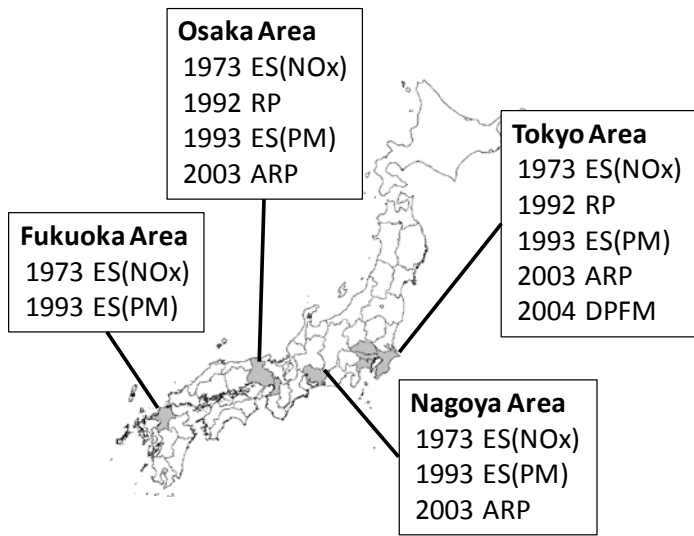 Osaka Area
1973 ES(NOx)
1992 RP
1993 ES(PM)
2003 ARP
Tokyo Area
1973 ES(NOx)
1992 RP
1993 ES(PM)
2003 ARP
2004 DPFM
Fukuoka Area
1973 ES(NOx)
1993 ES(PM)
Nagoya Area
1973 ES(NOx)
1993 ES(PM)
2003 ARP